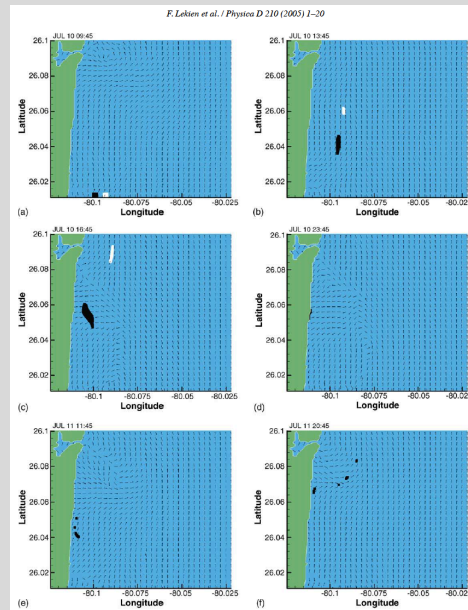 F. Lekien et al. / Physica D 210 (2005) 1–20
JUL 10 09:45
26.1
26.08
26.06
26.04
26.02
Latitude
-80.1 -80.075 -80.05 -80.025
(a) Longitude
JUL 10 13:45
26.1
26.08
26.06
26.04
26.02
Latitude
-80.1 -80.075 -80.05 -80.025
(b) Longitude
JUL 10 16:45
26.1
26.08
26.06
26.04
26.02
Latitude
-80.1 -80.075 -80.05 -80.025
(c) Longitude
JUL 10 23:45
26.1
26.08
26.06
26.04
26.02
Latitude
-80.1 -80.075 -80.05 -80.02
(d) Longitude
JUL 11 11:45
26.1
26.08
26.06
26.04
26.02
Latitude
-80.1 -80.075 -80.05 -80.025
(e) Longitude
JUL 11 20:45
26.1
26.08
26.06
26.04
26.02
Latitude
-80.1 -80.075 -80.05 -80.025
(f) Longitude